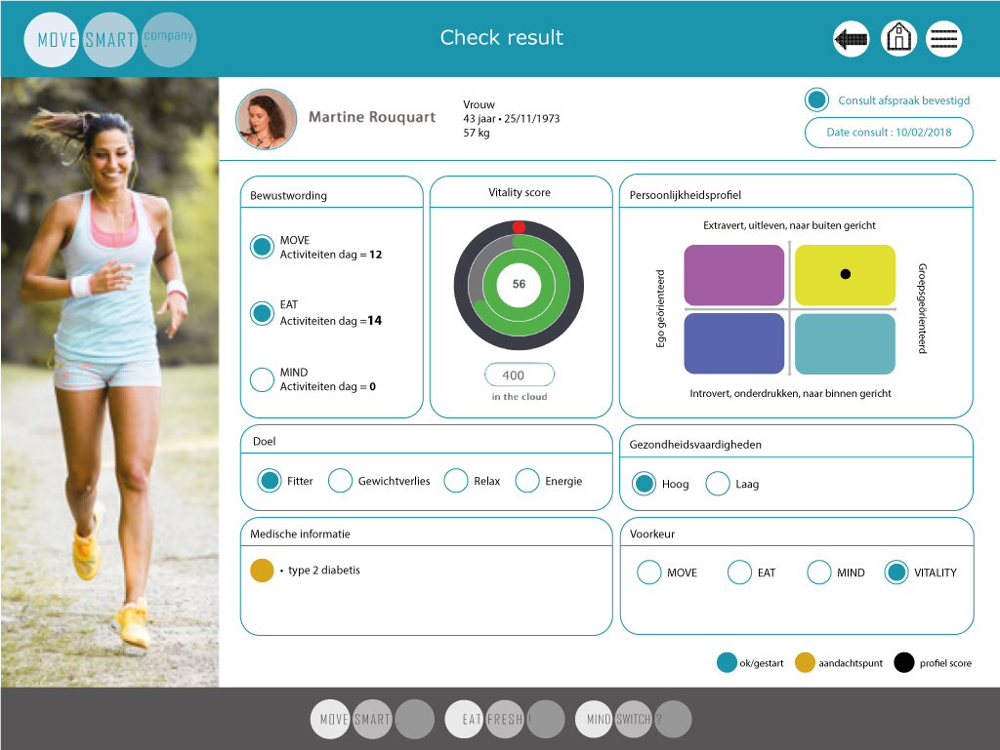 MOVE SMART . company
Check result
Martine Rouquart
Vrouw
43 jaar • 25/11/1973
57 kg
Consult afspraak bevestigd
Date consult : 10/02/2018
Bewustwording
MOVE
Activiteiten dag = 12
EAT
Activiteiten dag =14
MIND
Activiteiten dag = 0
Vitality score
56
400
in the cloud
Persoonlijkheidsprofiel
Extravert, uitleven, naar buiten gericht
Ego geörienteerd
Groepsgeörienteerd
Introvert, onderdrukken, naar binnen gericht
Doel
Fitter
Gewichtverlies
Relax
Energie
Gezondheidsvaardigheden
Hoog
Laag
Medische informatie
• type 2 diabetis
Voorkeur
MOVE
EAT
MIND
VITALITY
ok/gestart
aandachtspunt
profiel score
MOVE SMART .
EAT FRESH !
MIND SWITCH ?